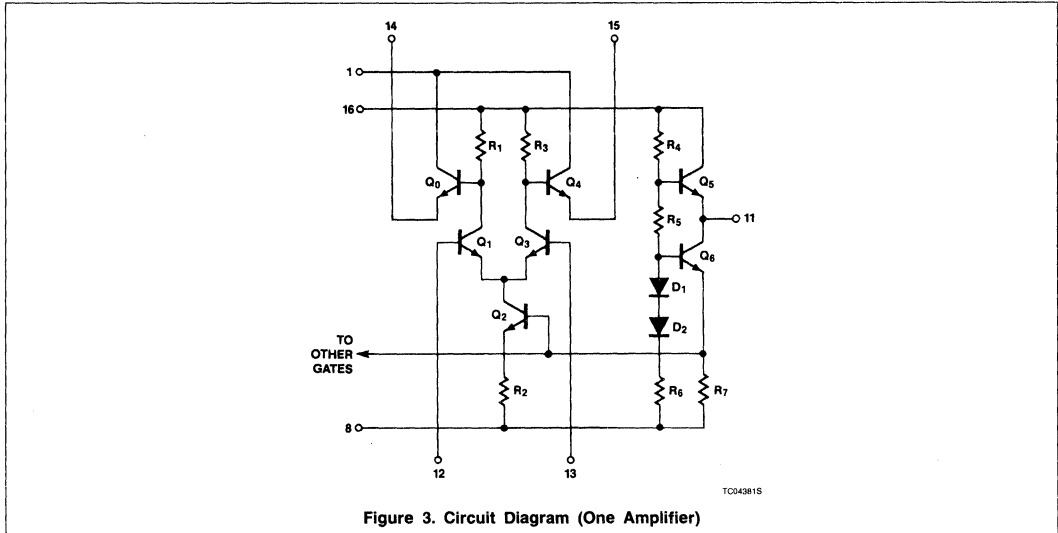 14
15
1
16
R1
R3
R4
Q0
Q4
Q5
R5
11
Q1
Q3
Q6
D1
Q2
D2
TO
OTHER
GATES
R2
R6
R7
8
12
13
TC04381S
Figure 3. Circuit Diagram (One Amplifier)